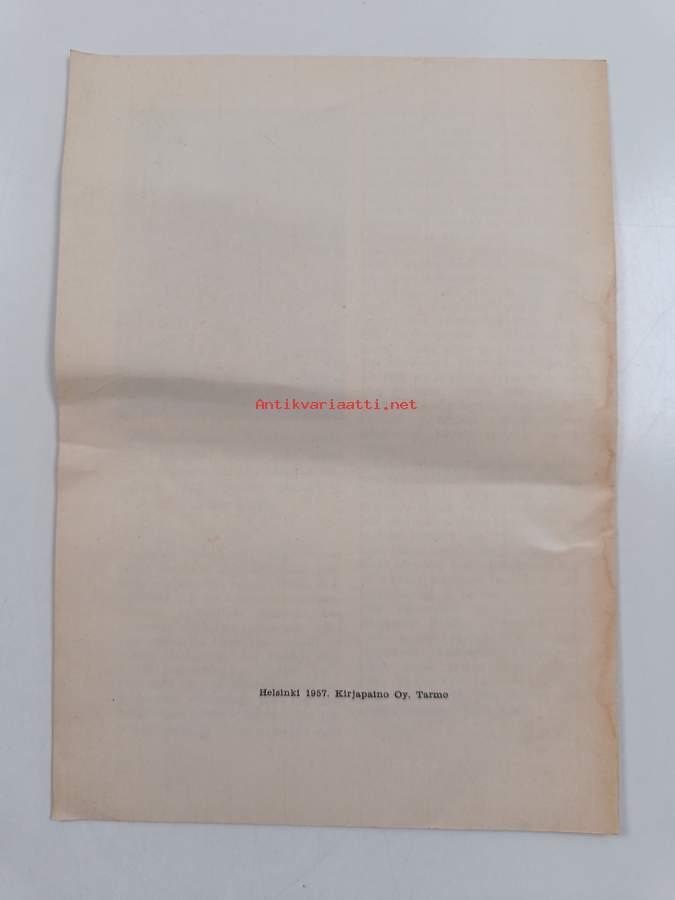 Antikvariaatti.net
Helsinki 1957. Kirjapaino Oy. Tarmo